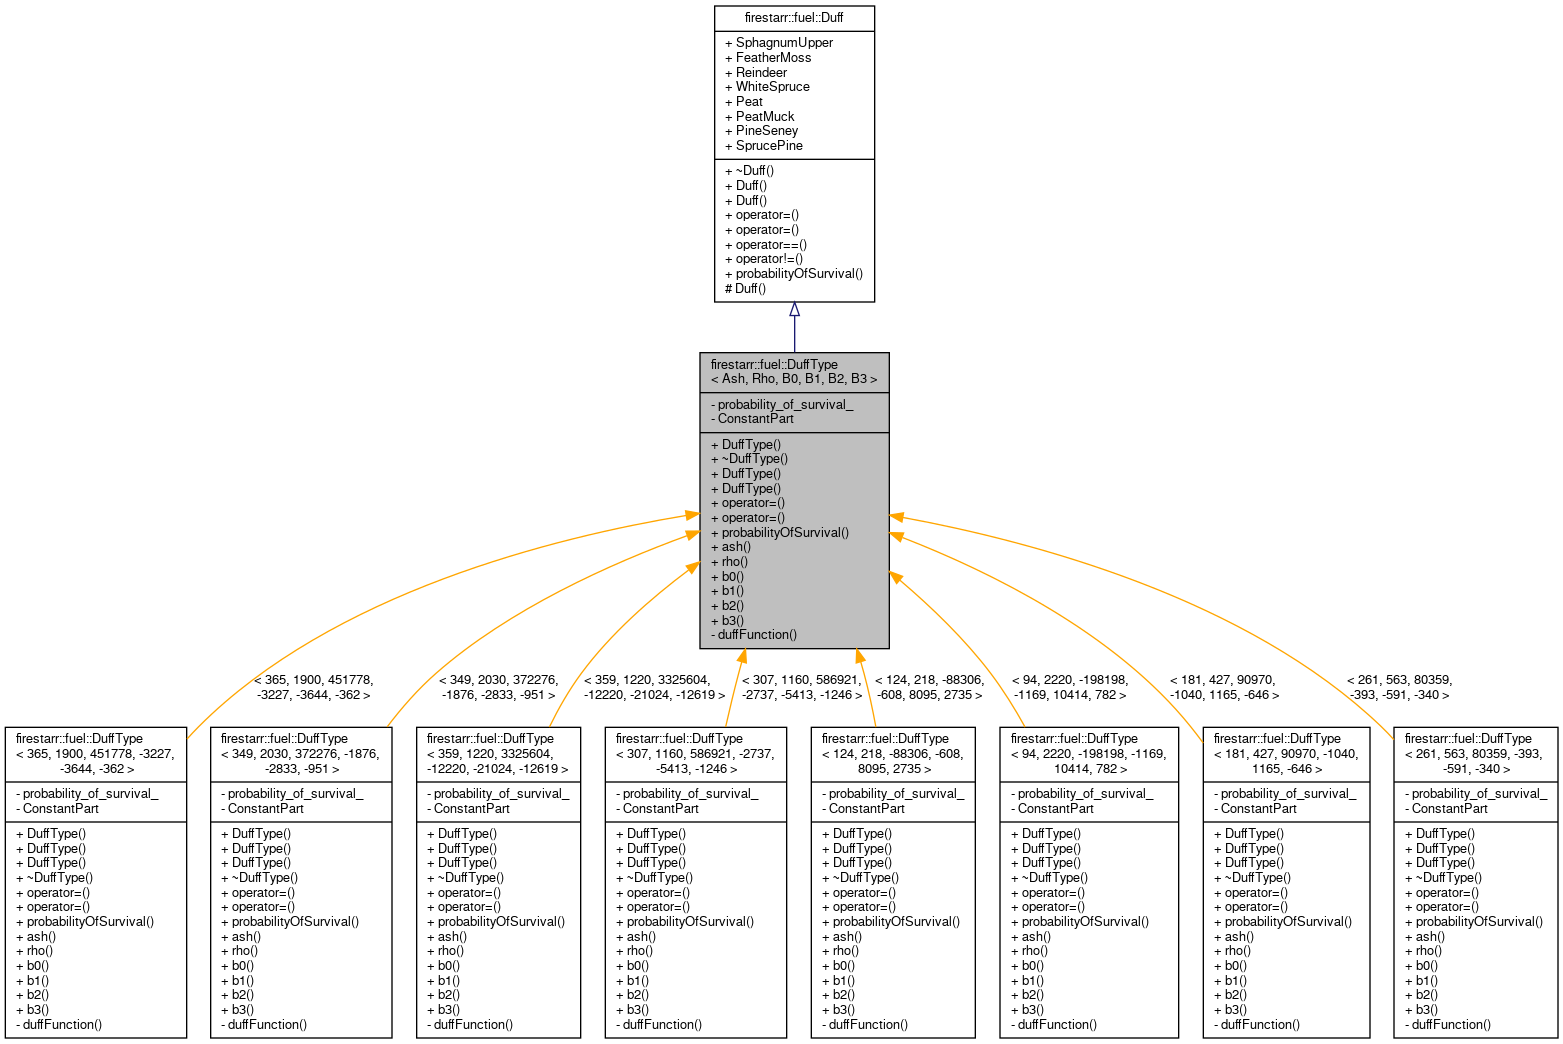 firestarr::fuel::Duff
+ SphagnumUpper
+ FeatherMoss
+ Reindeer
+ WhiteSpruce
+ Peat
+ PeatMuck
+ PineSeney
+ SprucePine
+ ~Duff()
+ Duff()
+ Duff()
+ operator=()
+ operator=()
+ operator==()
+ operator!=()
+ probabilityOfSurvival()
# Duff()
firestarr::fuel::DuffType
< Ash, Rho, B0, B1, B2, B3 >
- probability_of_survival_
- ConstantPart
+ DuffType()
+ ~DuffType()
+ DuffType()
+ DuffType()
+ operator=()
+ operator=()
+ probabilityOfSurvival()
+ ash()
+ rho()
+ b0()
+ b1()
+ b2()
+ b3()
- duffFunction()
< 365, 1900, 451778,
-3227, -3644, -362 >
< 349, 2030, 372276,
-1876, -2833, -951 >
< 359, 1220, 3325604,
-12220, -21024, -12619 >
< 307, 1160, 586921,
-2737, -5413, -1246 >
< 124, 218, -88306,
-608, 8095, 2735 >
< 94, 2220, -198198,
-1169, 10414, 782 >
< 181, 427, 90970,
-1040, 1165, -646 >
< 261, 563, 80359,
-393, -591, -340 >
firestarr::fuel::DuffType
< 365, 1900, 451778, -3227,
-3644, -362 >
- probability_of_survival_
- ConstantPart
+ DuffType()
+ DuffType()
+ DuffType()
+ ~DuffType()
+ operator=()
+ operator=()
+ probabilityOfSurvival()
+ ash()
+ rho()
+ b0()
+ b1()
+ b2()
+ b3()
- duffFunction()
firestarr::fuel::DuffType
< 349, 2030, 372276, -1876,
-2833, -951 >
- probability_of_survival_
- ConstantPart
+ DuffType()
+ DuffType()
+ DuffType()
+ ~DuffType()
+ operator=()
+ operator=()
+ probabilityOfSurvival()
+ ash()
+ rho()
+ b0()
+ b1()
+ b2()
+ b3()
- duffFunction()
firestarr::fuel::DuffType
< 359, 1220, 3325604,
-12220, -21024, -12619 >
- probability_of_survival_
- ConstantPart
+ DuffType()
+ DuffType()
+ DuffType()
+ ~DuffType()
+ operator=()
+ operator=()
+ probabilityOfSurvival()
+ ash()
+ rho()
+ b0()
+ b1()
+ b2()
+ b3()
- duffFunction()
firestarr::fuel::DuffType
< 307, 1160, 586921, -2737,
-5413, -1246 >
- probability_of_survival_
- ConstantPart
+ DuffType()
+ DuffType()
+ DuffType()
+ ~DuffType()
+ operator=()
+ operator=()
+ probabilityOfSurvival()
+ ash()
+ rho()
+ b0()
+ b1()
+ b2()
+ b3()
- duffFunction()
firestarr::fuel::DuffType
< 124, 218, -88306, -608,
8095, 2735 >
- probability_of_survival_
- ConstantPart
+ DuffType()
+ DuffType()
+ DuffType()
+ ~DuffType()
+ operator=()
+ operator=()
+ probabilityOfSurvival()
+ ash()
+ rho()
+ b0()
+ b1()
+ b2()
+ b3()
- duffFunction()
firestarr::fuel::DuffType
< 94, 2220, -198198, -1169,
10414, 782 >
- probability_of_survival_
- ConstantPart
+ DuffType()
+ DuffType()
+ DuffType()
+ ~DuffType()
+ operator=()
+ operator=()
+ probabilityOfSurvival()
+ ash()
+ rho()
+ b0()
+ b1()
+ b2()
+ b3()
- duffFunction()
firestarr::fuel::DuffType
< 181, 427, 90970, -1040,
1165, -646 >
- probability_of_survival_
- ConstantPart
+ DuffType()
+ DuffType()
+ DuffType()
+ ~DuffType()
+ operator=()
+ operator=()
+ probabilityOfSurvival()
+ ash()
+ rho()
+ b0()
+ b1()
+ b2()
+ b3()
- duffFunction()
firestarr::fuel::DuffType
< 261, 563, 80359, -393,
-591, -340 >
- probability_of_survival_
- ConstantPart
+ DuffType()
+ DuffType()
+ DuffType()
+ ~DuffType()
+ operator=()
+ operator=()
+ probabilityOfSurvival()
+ ash()
+ rho()
+ b0()
+ b1()
+ b2()
+ b3()
- duffFunction()